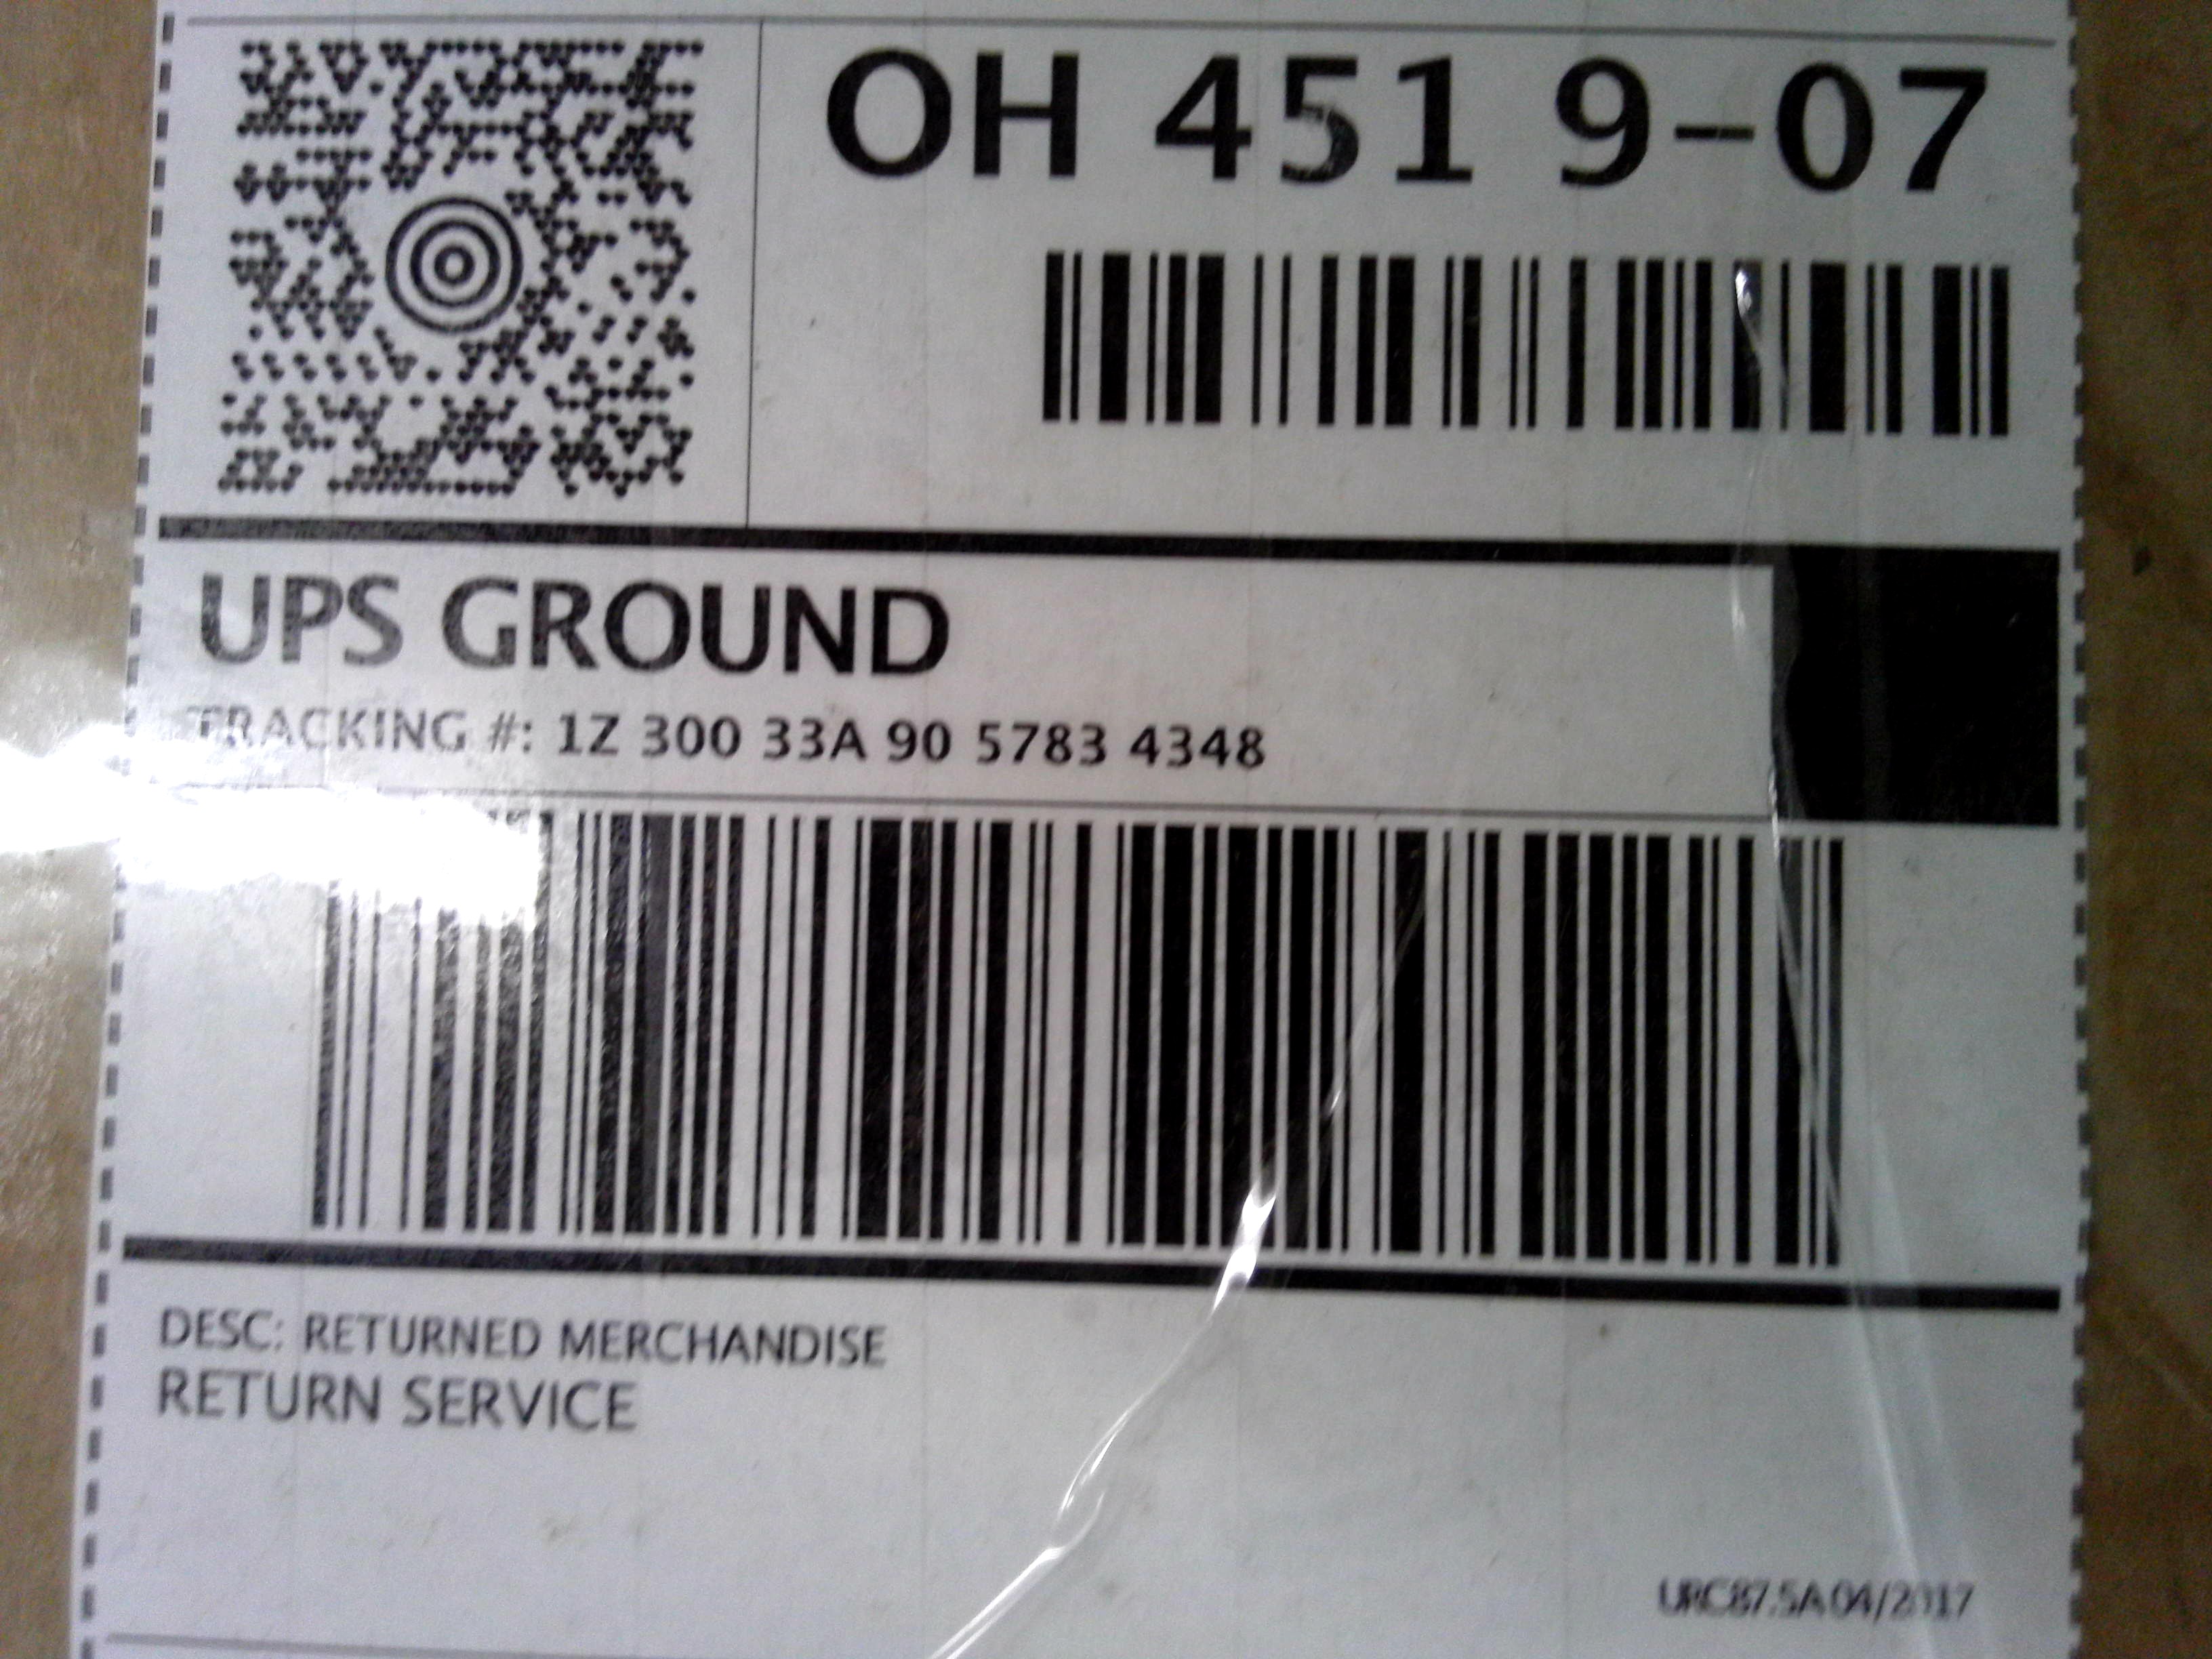 OH 451 9-07
UPS GROUND
TRACKING #: 1Z 300 33A 90 5783 4348
DESC: RETURNED MERCHANDISE
RETURN SERVICE
URC87.5A 04/2017